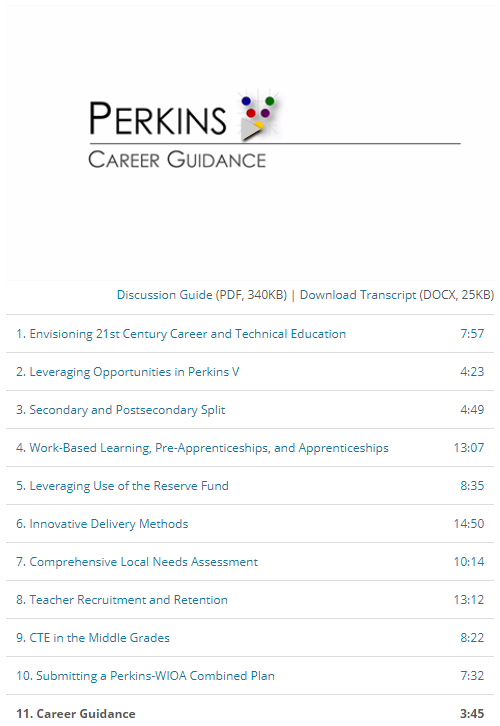 PERKINS
CAREER GUIDANCE
Discussion Guide (PDF, 340KB) | Download Transcript (DOCX, 25KB)
1. Envisioning 21st Century Career and Technical Education 7:57
2. Leveraging Opportunities in Perkins V 4:23
3. Secondary and Postsecondary Split 4:49
4. Work-Based Learning, Pre-Apprenticeships, and Apprenticeships 13:07
5. Leveraging Use of the Reserve Fund 8:35
6. Innovative Delivery Methods 14:50
7. Comprehensive Local Needs Assessment 10:14
8. Teacher Recruitment and Retention 13:12
9. CTE in the Middle Grades 8:22
10. Submitting a Perkins-WIOA Combined Plan 7:32
11. Career Guidance 3:45